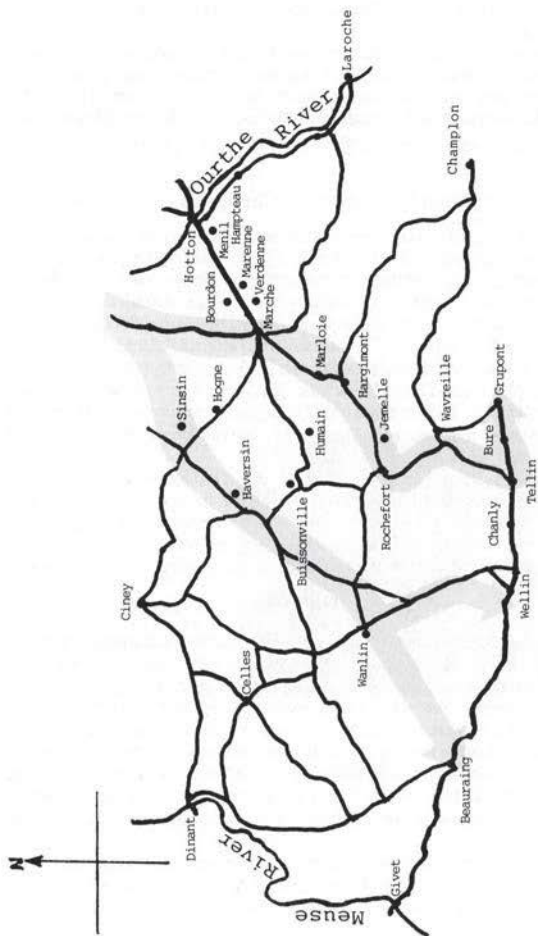 N
Ourthe River
Laroche
Hotton
Menil
Hampteau
Bourdon
Marenne
Verdenne
Marche
Champlon
Sinsin
Hogne
Marloie
Hargimont
Humain
Jemelle
Haversin
Wavreille
Grupont
Bure
Rochefort
Tellin
Buissonville
Chanly
Ciney
Wellin
Wanlin
Celles
Dinant
Beauraing
Meuse River
Givet